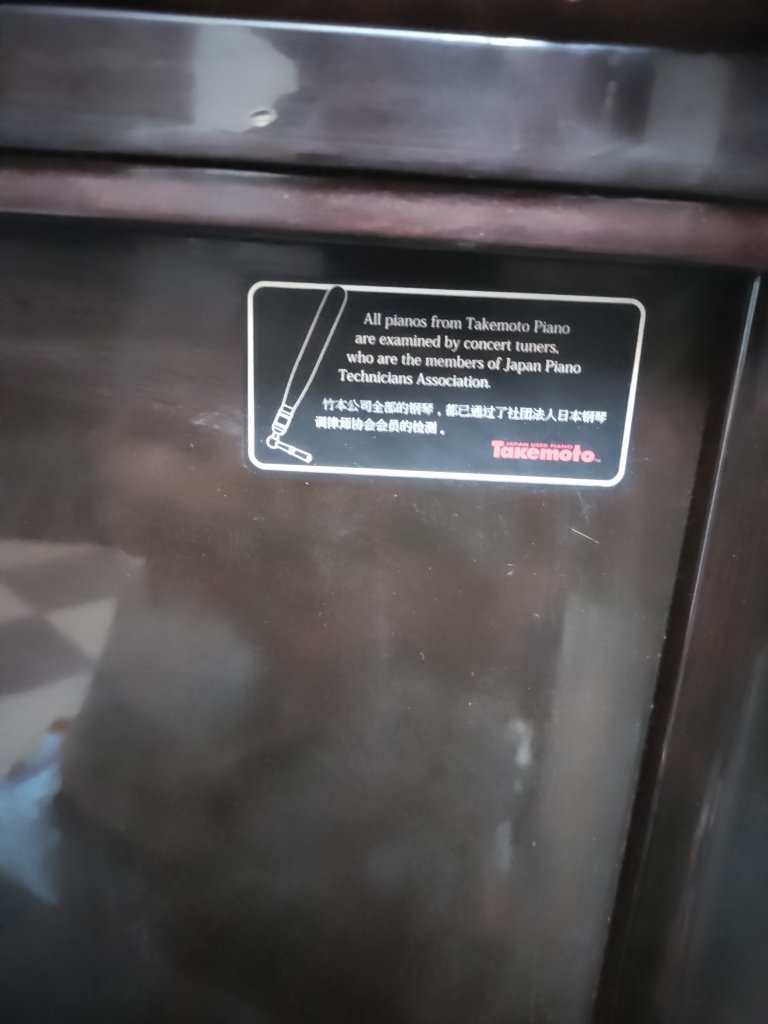 All pianos from Takemoto Piano
are examined by concert tuners,
who are the members of Japan Piano
Technicians Association.
竹本公司全部的钢琴，都已通过了社团法人日本钢琴
调律师协会会员的检测。
JAPAN USED PIANO
Takemoto™